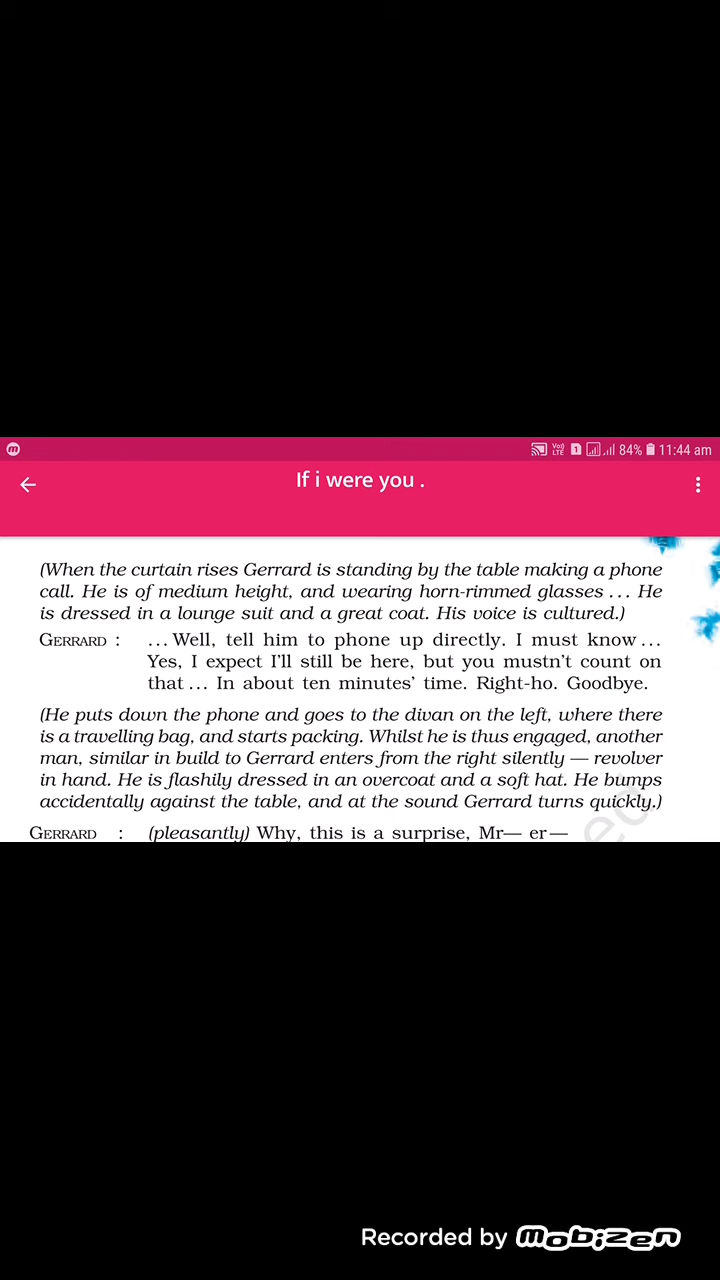 VoLTE 1 84% 11:44 am
If i were you .
(When the curtain rises Gerrard is standing by the table making a phone
call. He is of medium height, and wearing horn-rimmed glasses ... He
is dressed in a lounge suit and a great coat. His voice is cultured.)
GERRARD : ... Well, tell him to phone up directly. I must know ...
Yes, I expect I'll still be here, but you mustn't count on
that ... In about ten minutes' time. Right-ho. Goodbye.
(He puts down the phone and goes to the divan on the left, where there
is a travelling bag, and starts packing. Whilst he is thus engaged, another
man, similar in build to Gerrard enters from the right silently — revolver
in hand. He is flashily dressed in an overcoat and a soft hat. He bumps
accidentally against the table, and at the sound Gerrard turns quickly.)
GERRARD : (pleasantly) Why, this is a surprise, Mr— er—
Recorded by mobizen